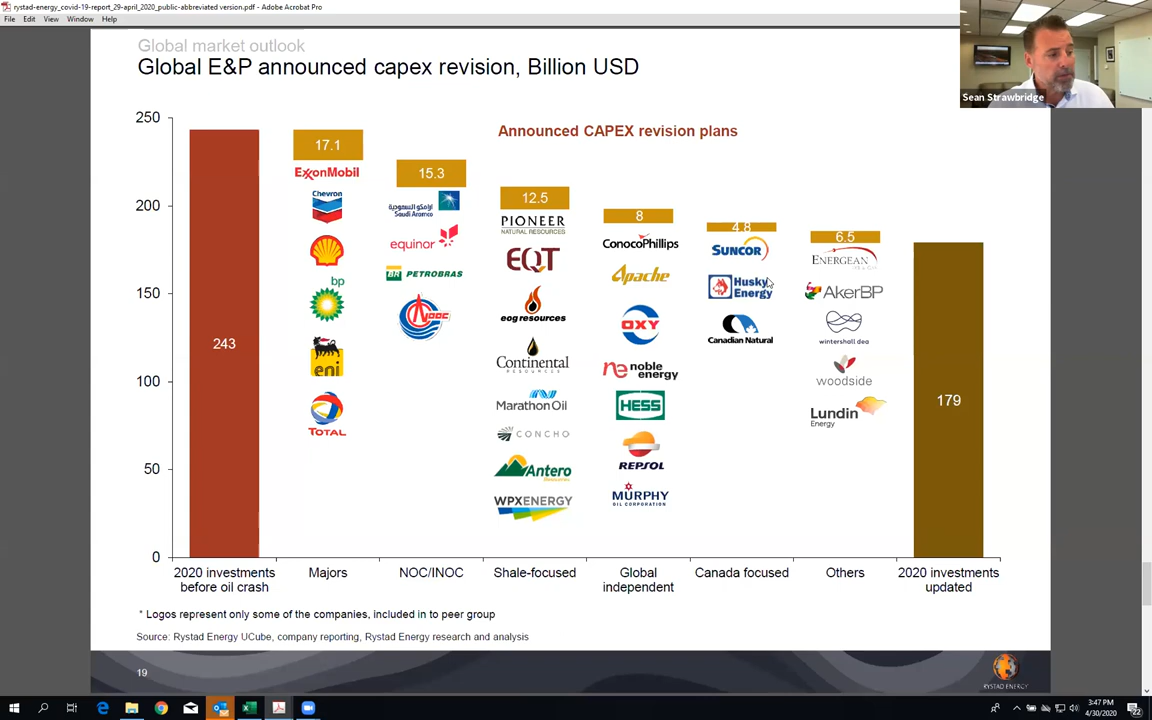 rystad-energy_covid-19-report_29-april_2020_public-abbreviated version.pdf - Adobe Acrobat Pro
File Edit View Window Help
Sean Strawbridge
Global market outlook
Global E&P announced capex revision, Billion USD
Announced CAPEX revision plans
250
200
150
100
50
0
243
17.1
ExxonMobil
Chevron
bp
eni
TOTAL
15.3
أرامكو السعودية
Saudi Aramco
equinor
BR PETROBRAS
CNOOC
12.5
PIONEER
NATURAL RESOURCES
EQT
eog resources
Continental
RESOURCES
Marathon Oil
CONCHO
Antero
Resources
WPXENERGY
8
ConocoPhillips
Apache
OXY
ne noble
energy
HESS
REPSOL
MURPHY
OIL CORPORATION
4.8
SUNCOR
Husky
Energy
Canadian Natural
6.5
ENERGEAN
AkerBP
wintershall dea
woodside
Lundin
Energy
179
2020 investments
before oil crash
Majors
NOC/INOC
Shale-focused
Global
independent
Canada focused
Others
2020 investments
updated
* Logos represent only some of the companies, included in to peer group
Source: Rystad Energy UCube, company reporting, Rystad Energy research and analysis
19
RYSTAD ENERGY
3:47 PM
4/30/2020
22